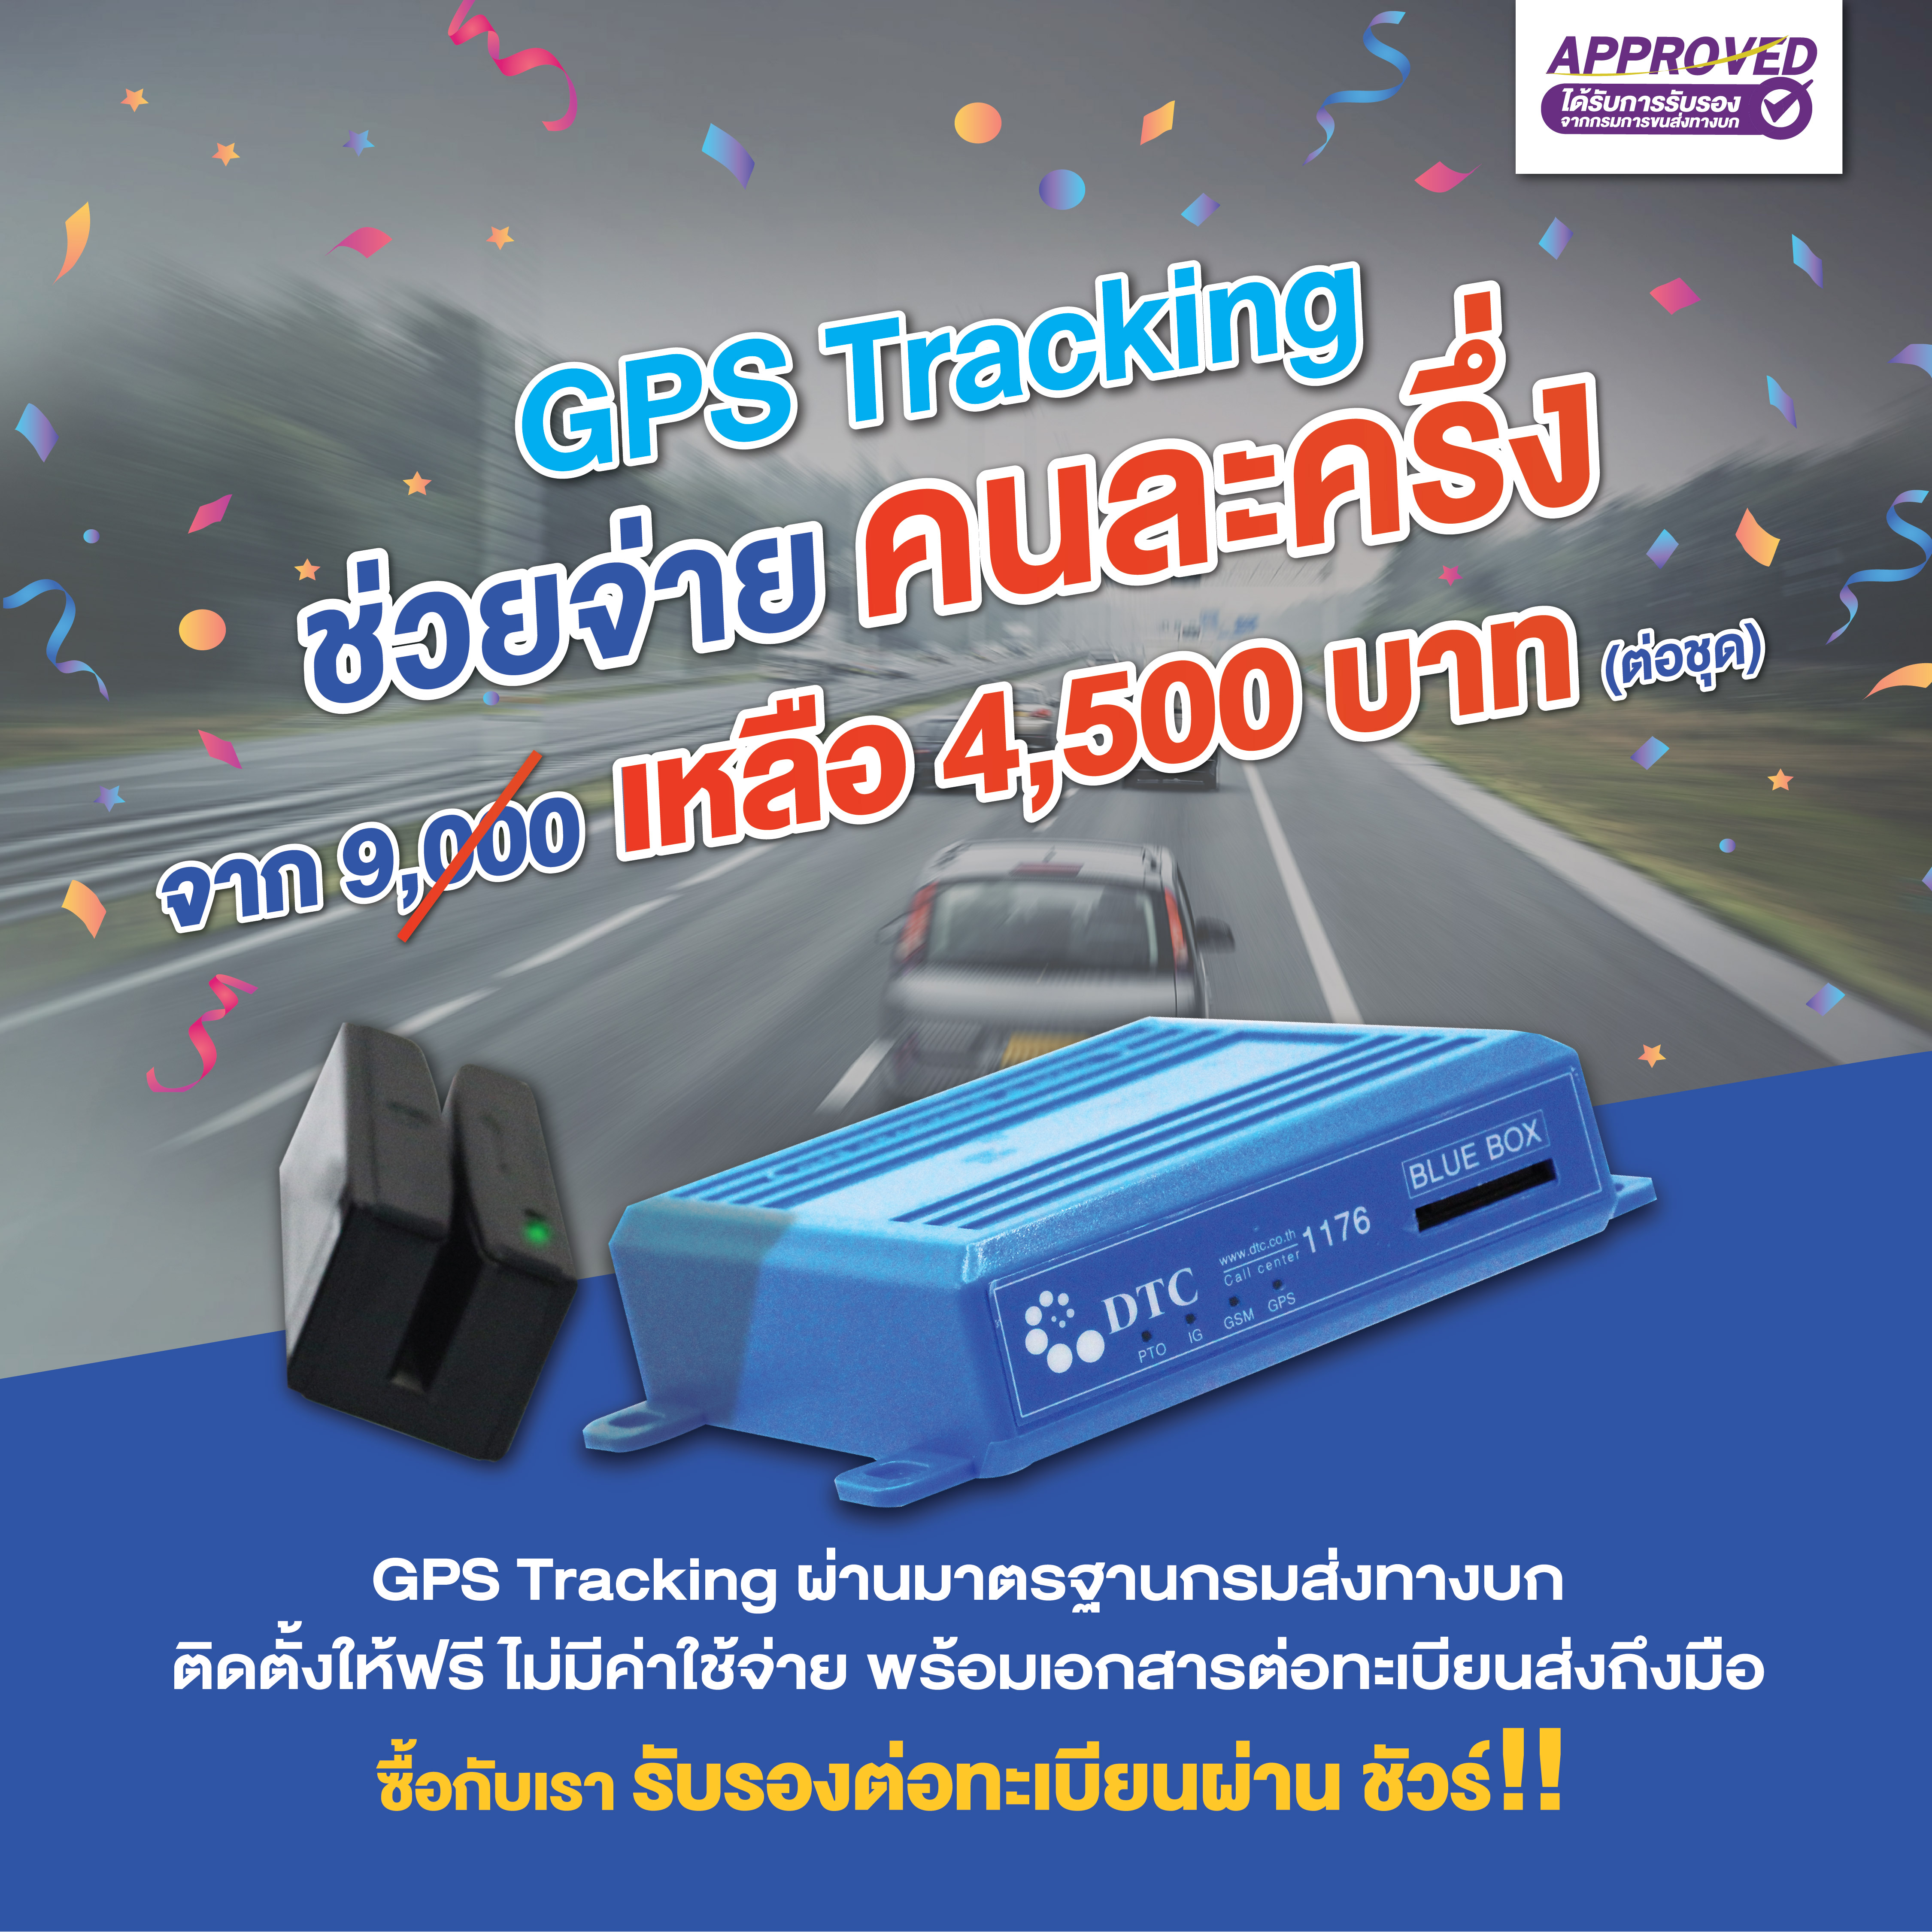 APPROVED
ได้รับการรับรอง
จากกรมการขนส่งทางบก
GPS Tracking
ช่วยจ่าย คนละครึ่ง
จาก 9,000 เหลือ 4,500 บาท (ต่อชุด)
BLUE BOX
DTC
www.dtc.co.th
Call center 1176
PTO IG GSM GPS
GPS Tracking ผ่านมาตรฐานกรมส่งทางบก
ติดตั้งให้ฟรี ไม่มีค่าใช้จ่าย พร้อมเอกสารต่อทะเบียนส่งถึงมือ
ซื้อกับเรา รับรองต่อทะเบียนผ่าน ชัวร์!!